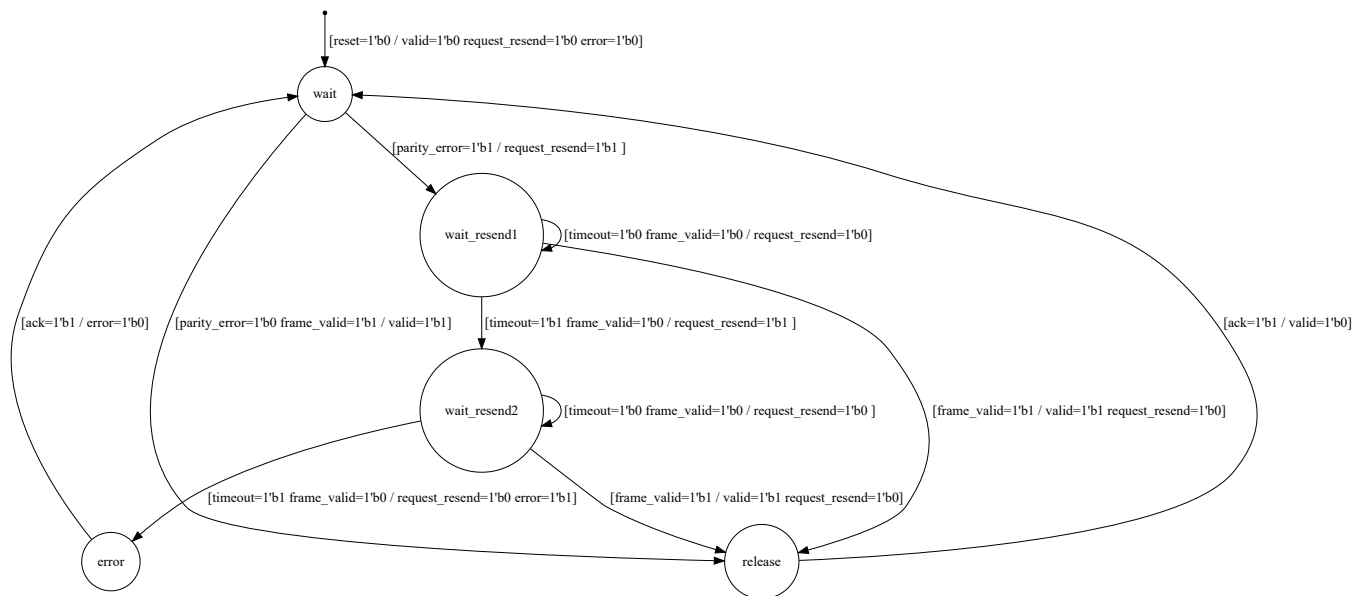 [reset=1'b0 / valid=1'b0 request_resend=1'b0 error=1'b0]
wait
[parity_error=1'b1 / request_resend=1'b1 ]
wait_resend1
[timeout=1'b0 frame_valid=1'b0 / request_resend=1'b0]
[ack=1'b1 / error=1'b0]
[parity_error=1'b0 frame_valid=1'b1 / valid=1'b1]
[timeout=1'b1 frame_valid=1'b0 / request_resend=1'b1 ]
[ack=1'b1 / valid=1'b0]
wait_resend2
[timeout=1'b0 frame_valid=1'b0 / request_resend=1'b0 ]
[frame_valid=1'b1 / valid=1'b1 request_resend=1'b0]
[timeout=1'b1 frame_valid=1'b0 / request_resend=1'b0 error=1'b1]
[frame_valid=1'b1 / valid=1'b1 request_resend=1'b0]
error
release